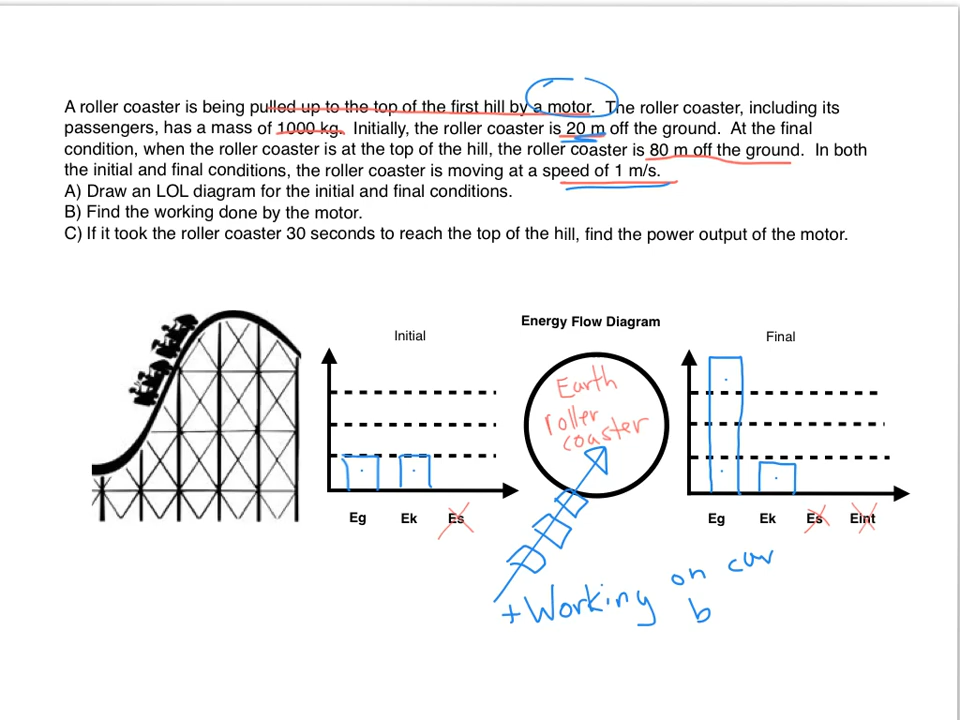 A roller coaster is being pulled up to the top of the first hill by a motor. The roller coaster, including its
passengers, has a mass of 1000 kg. Initially, the roller coaster is 20 m off the ground. At the final
condition, when the roller coaster is at the top of the hill, the roller coaster is 80 m off the ground. In both
the initial and final conditions, the roller coaster is moving at a speed of 1 m/s.
A) Draw an LOL diagram for the initial and final conditions.
B) Find the working done by the motor.
C) If it took the roller coaster 30 seconds to reach the top of the hill, find the power output of the motor.
Energy Flow Diagram
Initial
Final
Earth
roller
coaster
Eg Ek Es
Eg Ek Es Eint
+Working on car
b